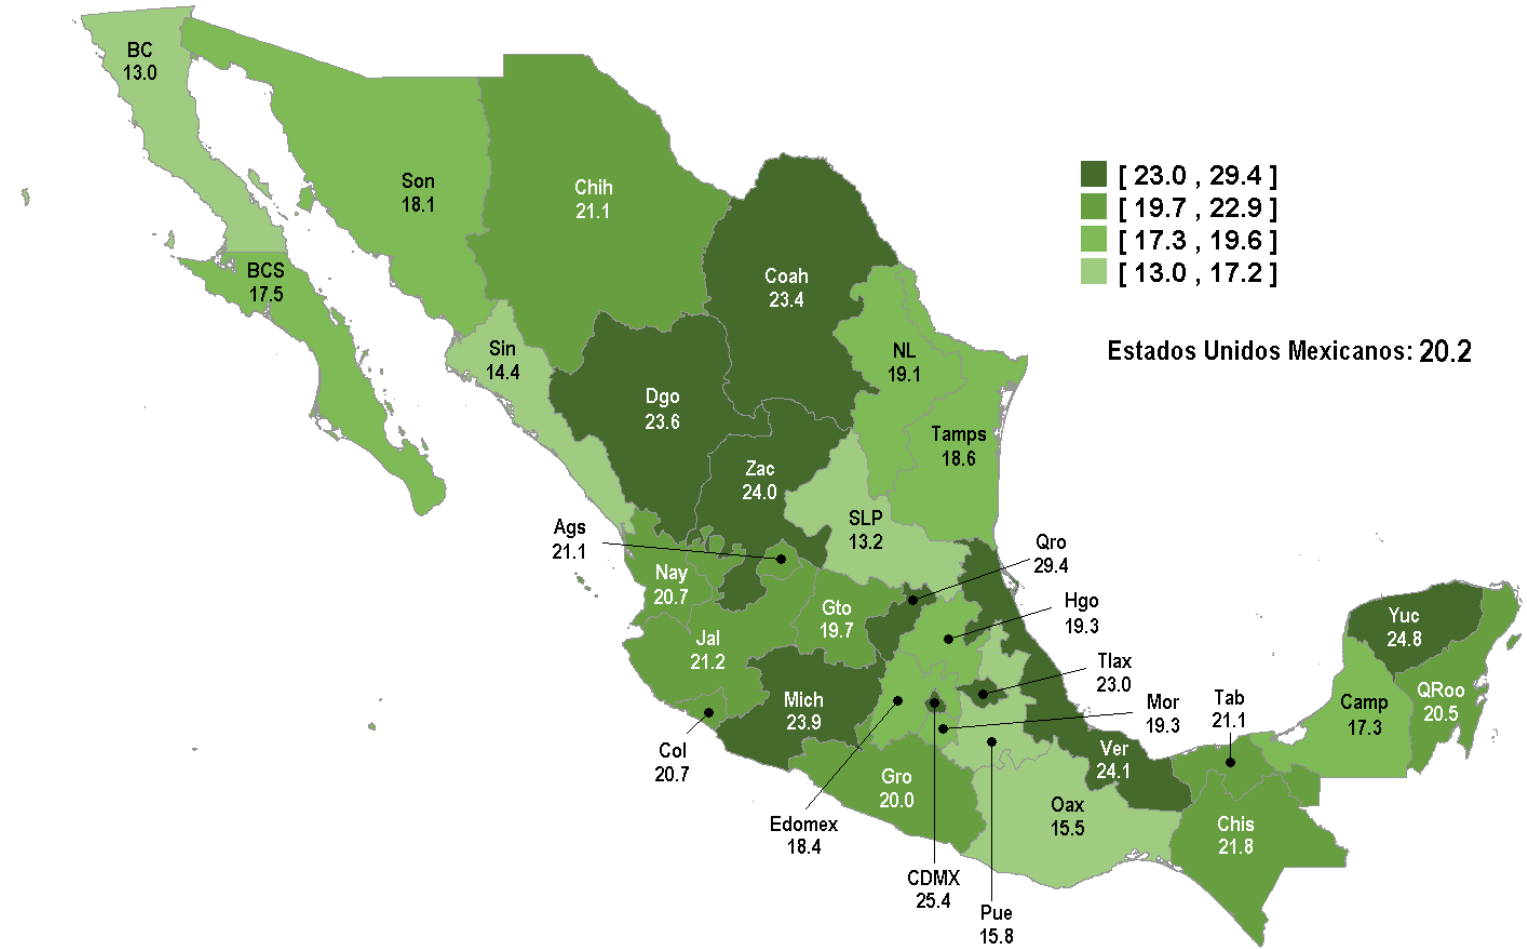 BC
13.0
Son
18.1
Chih
21.1
[ 23.0 , 29.4 ]
[ 19.7 , 22.9 ]
[ 17.3 , 19.6 ]
[ 13.0 , 17.2 ]
BCS
17.5
Coah
23.4
Estados Unidos Mexicanos: 20.2
Sin
14.4
NL
19.1
Dgo
23.6
Tamps
18.6
Zac
24.0
SLP
13.2
Ags
21.1
Qro
29.4
Nay
20.7
Gto
19.7
Hgo
19.3
Yuc
24.8
Jal
21.2
Tlax
23.0
Mich
23.9
Mor
19.3
Tab
21.1
Camp
17.3
QRoo
20.5
Col
20.7
Ver
24.1
Gro
20.0
Oax
15.5
Edomex
18.4
Chis
21.8
CDMX
25.4
Pue
15.8